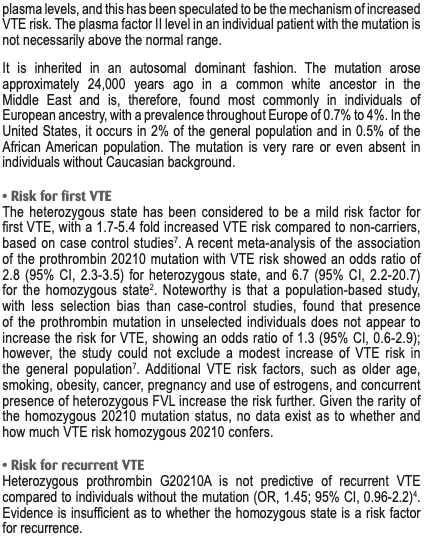 plasma levels, and this has been speculated to be the mechanism of increased
VTE risk. The plasma factor II level in an individual patient with the mutation is
not necessarily above the normal range.
It is inherited in an autosomal dominant fashion. The mutation arose
approximately 24,000 years ago in a common white ancestor in the
Middle East and is, therefore, found most commonly in individuals of
European ancestry, with a prevalence throughout Europe of 0.7% to 4%. In the
United States, it occurs in 2% of the general population and in 0.5% of the
African American population. The mutation is very rare or even absent in
individuals without Caucasian background.
• Risk for first VTE
The heterozygous state has been considered to be a mild risk factor for
first VTE, with a 1.7-5.4 fold increased VTE risk compared to non-carriers,
based on case control studies⁷. A recent meta-analysis of the association
of the prothrombin 20210 mutation with VTE risk showed an odds ratio of
2.8 (95% CI, 2.3-3.5) for heterozygous state, and 6.7 (95% CI, 2.2-20.7)
for the homozygous state². Noteworthy is that a population-based study,
with less selection bias than case-control studies, found that presence
of the prothrombin mutation in unselected individuals does not appear to
increase the risk for VTE, showing an odds ratio of 1.3 (95% CI, 0.6-2.9);
however, the study could not exclude a modest increase of VTE risk in
the general population⁷. Additional VTE risk factors, such as older age,
smoking, obesity, cancer, pregnancy and use of estrogens, and concurrent
presence of heterozygous FVL increase the risk further. Given the rarity of
the homozygous 20210 mutation status, no data exist as to whether and
how much VTE risk homozygous 20210 confers.
• Risk for recurrent VTE
Heterozygous prothrombin G20210A is not predictive of recurrent VTE
compared to individuals without the mutation (OR, 1.45; 95% CI, 0.96-2.2)⁴.
Evidence is insufficient as to whether the homozygous state is a risk factor
for recurrence.